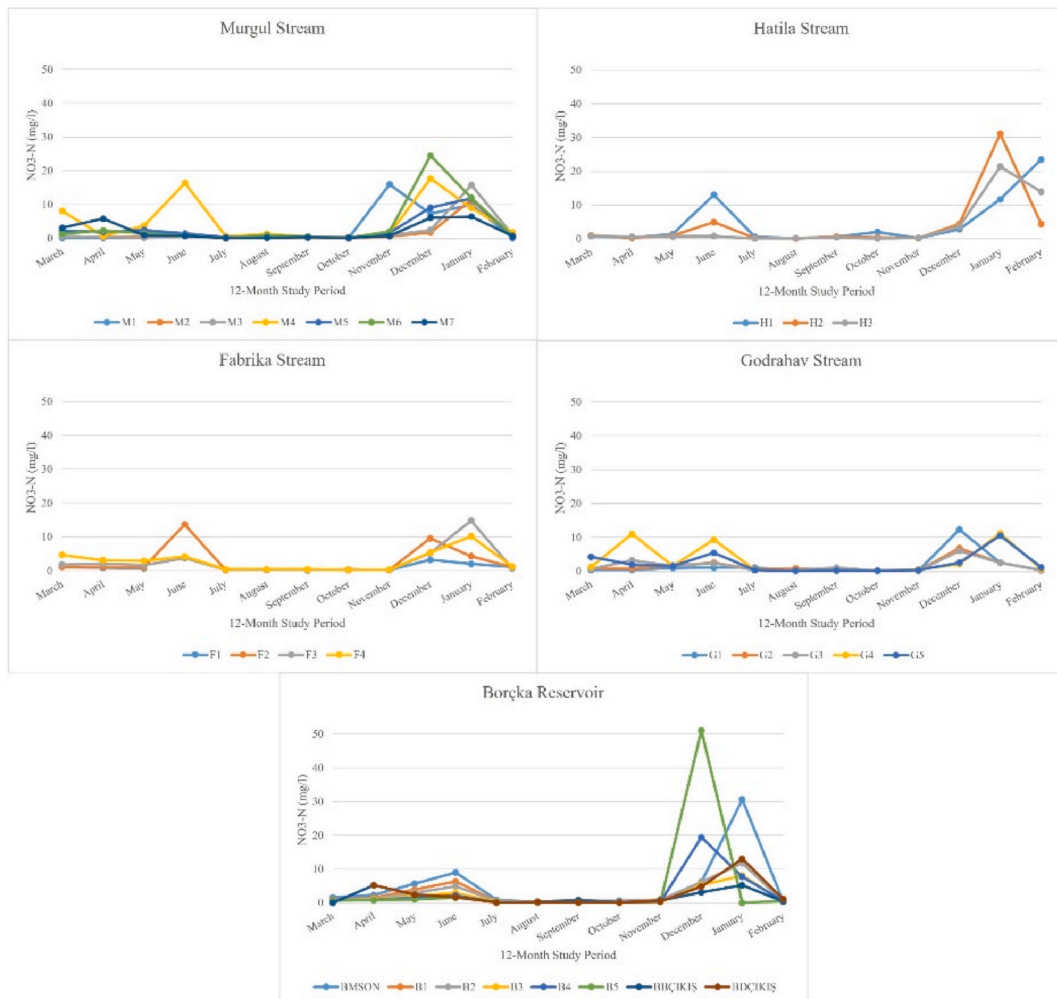 Murgul Stream
NO3-N (mg/l)
50
40
30
20
10
0
March April May June July August September October November December January February
12-Month Study Period
M1 M2 M3 M4 M5 M6 M7
Hatila Stream
NO3-N (mg/l)
50
40
30
20
10
0
March April May June July August September October November December January February
12-Month Study Period
H1 H2 H3
Fabrika Stream
NO3-N (mg/l)
50
40
30
20
10
0
March April May June July August September October November December January February
12-Month Study Period
F1 F2 F3 F4
Godrahav Stream
NO3-N (mg/l)
50
40
30
20
10
0
March April May June July August September October November December January February
12-Month Study Period
G1 G2 G3 G4 G5
Borçka Reservoir
NO3-N (mg/l)
50
40
30
20
10
0
March April May June July August September October November December January February
12-Month Study Period
BMSON B1 B2 B3 B4 B5 BBÇIKIŞ BDÇIKIŞ